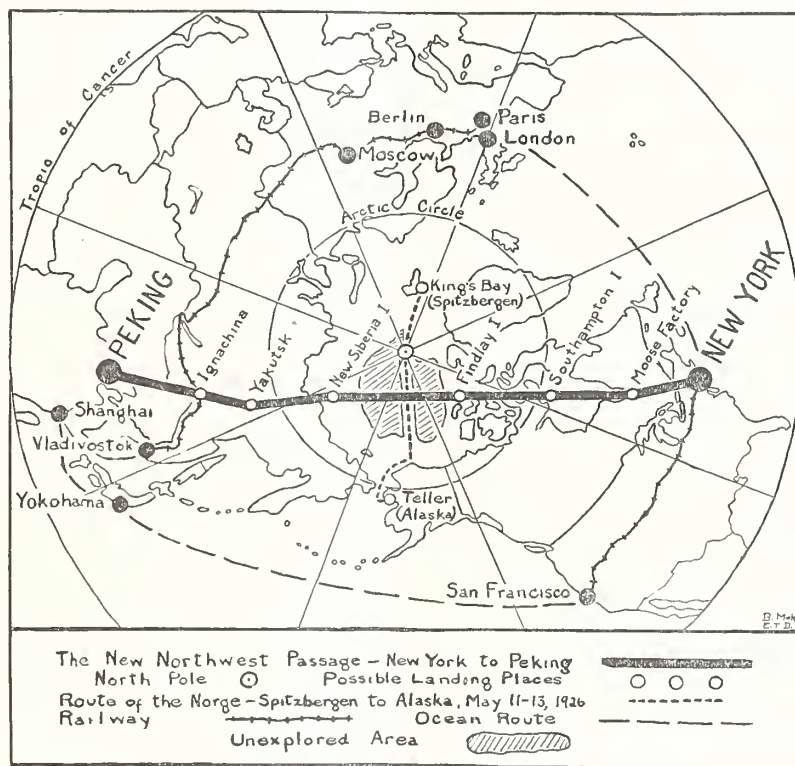 Tropic of Cancer
Berlin
Paris
London
Moscow
Arctic Circle
PEKING
King's Bay
(Spitzbergen)
NEW YORK
Ignachina
Yakutsk
New Siberia I
Findlay I
Southampton I
Moose Factory
Shanghai
Vladivostok
Yokohama
Teller
(Alaska)
San Francisco
The New Northwest Passage – New York to Peking
North Pole Possible Landing Places
Route of the Norge – Spitzbergen to Alaska, May 11-13, 1926
Railway Ocean Route
Unexplored Area